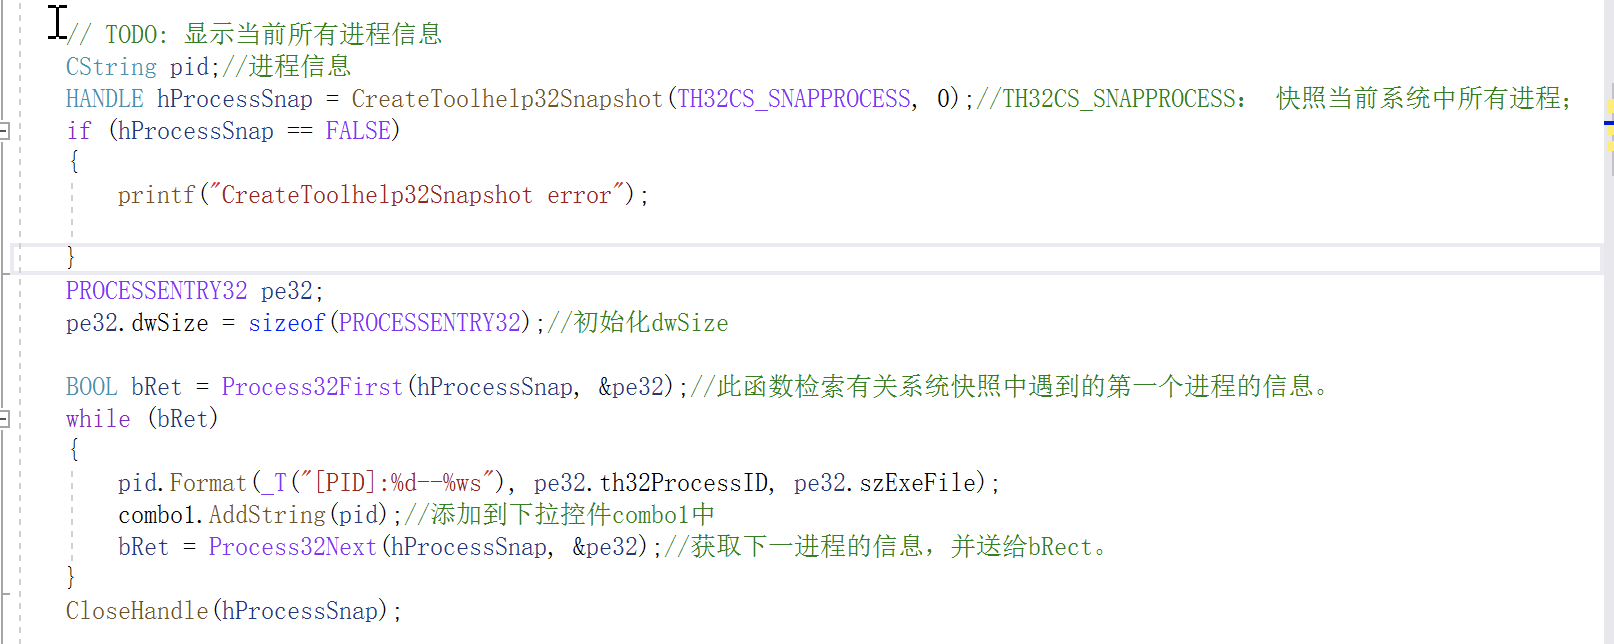 // TODO: 显示当前所有进程信息
CString pid;//进程信息
HANDLE hProcessSnap = CreateToolhelp32Snapshot(TH32CS_SNAPPROCESS, 0);//TH32CS_SNAPPROCESS: 快照当前系统中所有进程;
if (hProcessSnap == FALSE)
{
printf("CreateToolhelp32Snapshot error");
}
PROCESSENTRY32 pe32;
pe32.dwSize = sizeof(PROCESSENTRY32);//初始化dwSize
BOOL bRet = Process32First(hProcessSnap, &pe32);//此函数检索有关系统快照中遇到的第一个进程的信息。
while (bRet)
{
pid.Format(_T("[PID]:%d--%ws"), pe32.th32ProcessID, pe32.szExeFile);
combo1.AddString(pid);//添加到下拉控件combo1中
bRet = Process32Next(hProcessSnap, &pe32);//获取下一进程的信息，并送给bRect。
}
CloseHandle(hProcessSnap);